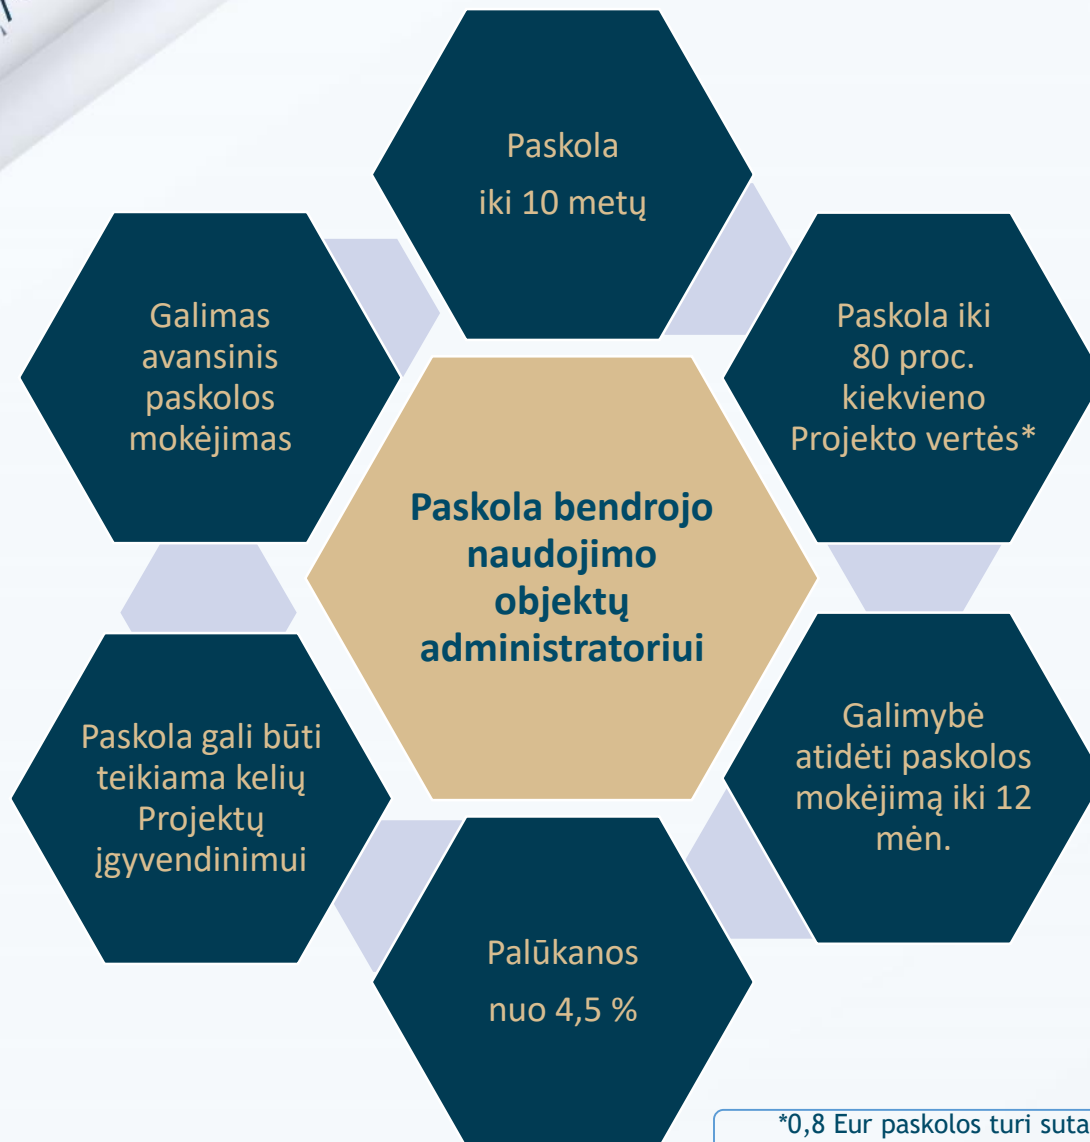 Paskola
iki 10 metų
Paskola iki
80 proc.
kiekvieno
Projekto vertės*
Galimybė
atidėti paskolos
mokėjimą iki 12
mėn.
Palūkanos
nuo 4,5 %
Paskola gali būti
teikiama kelių
Projektų
įgyvendinimui
Galimas
avansinis
paskolos
mokėjimas
Paskola bendrojo
naudojimo
objektų
administratoriui
*0,8 Eur paskolos turi